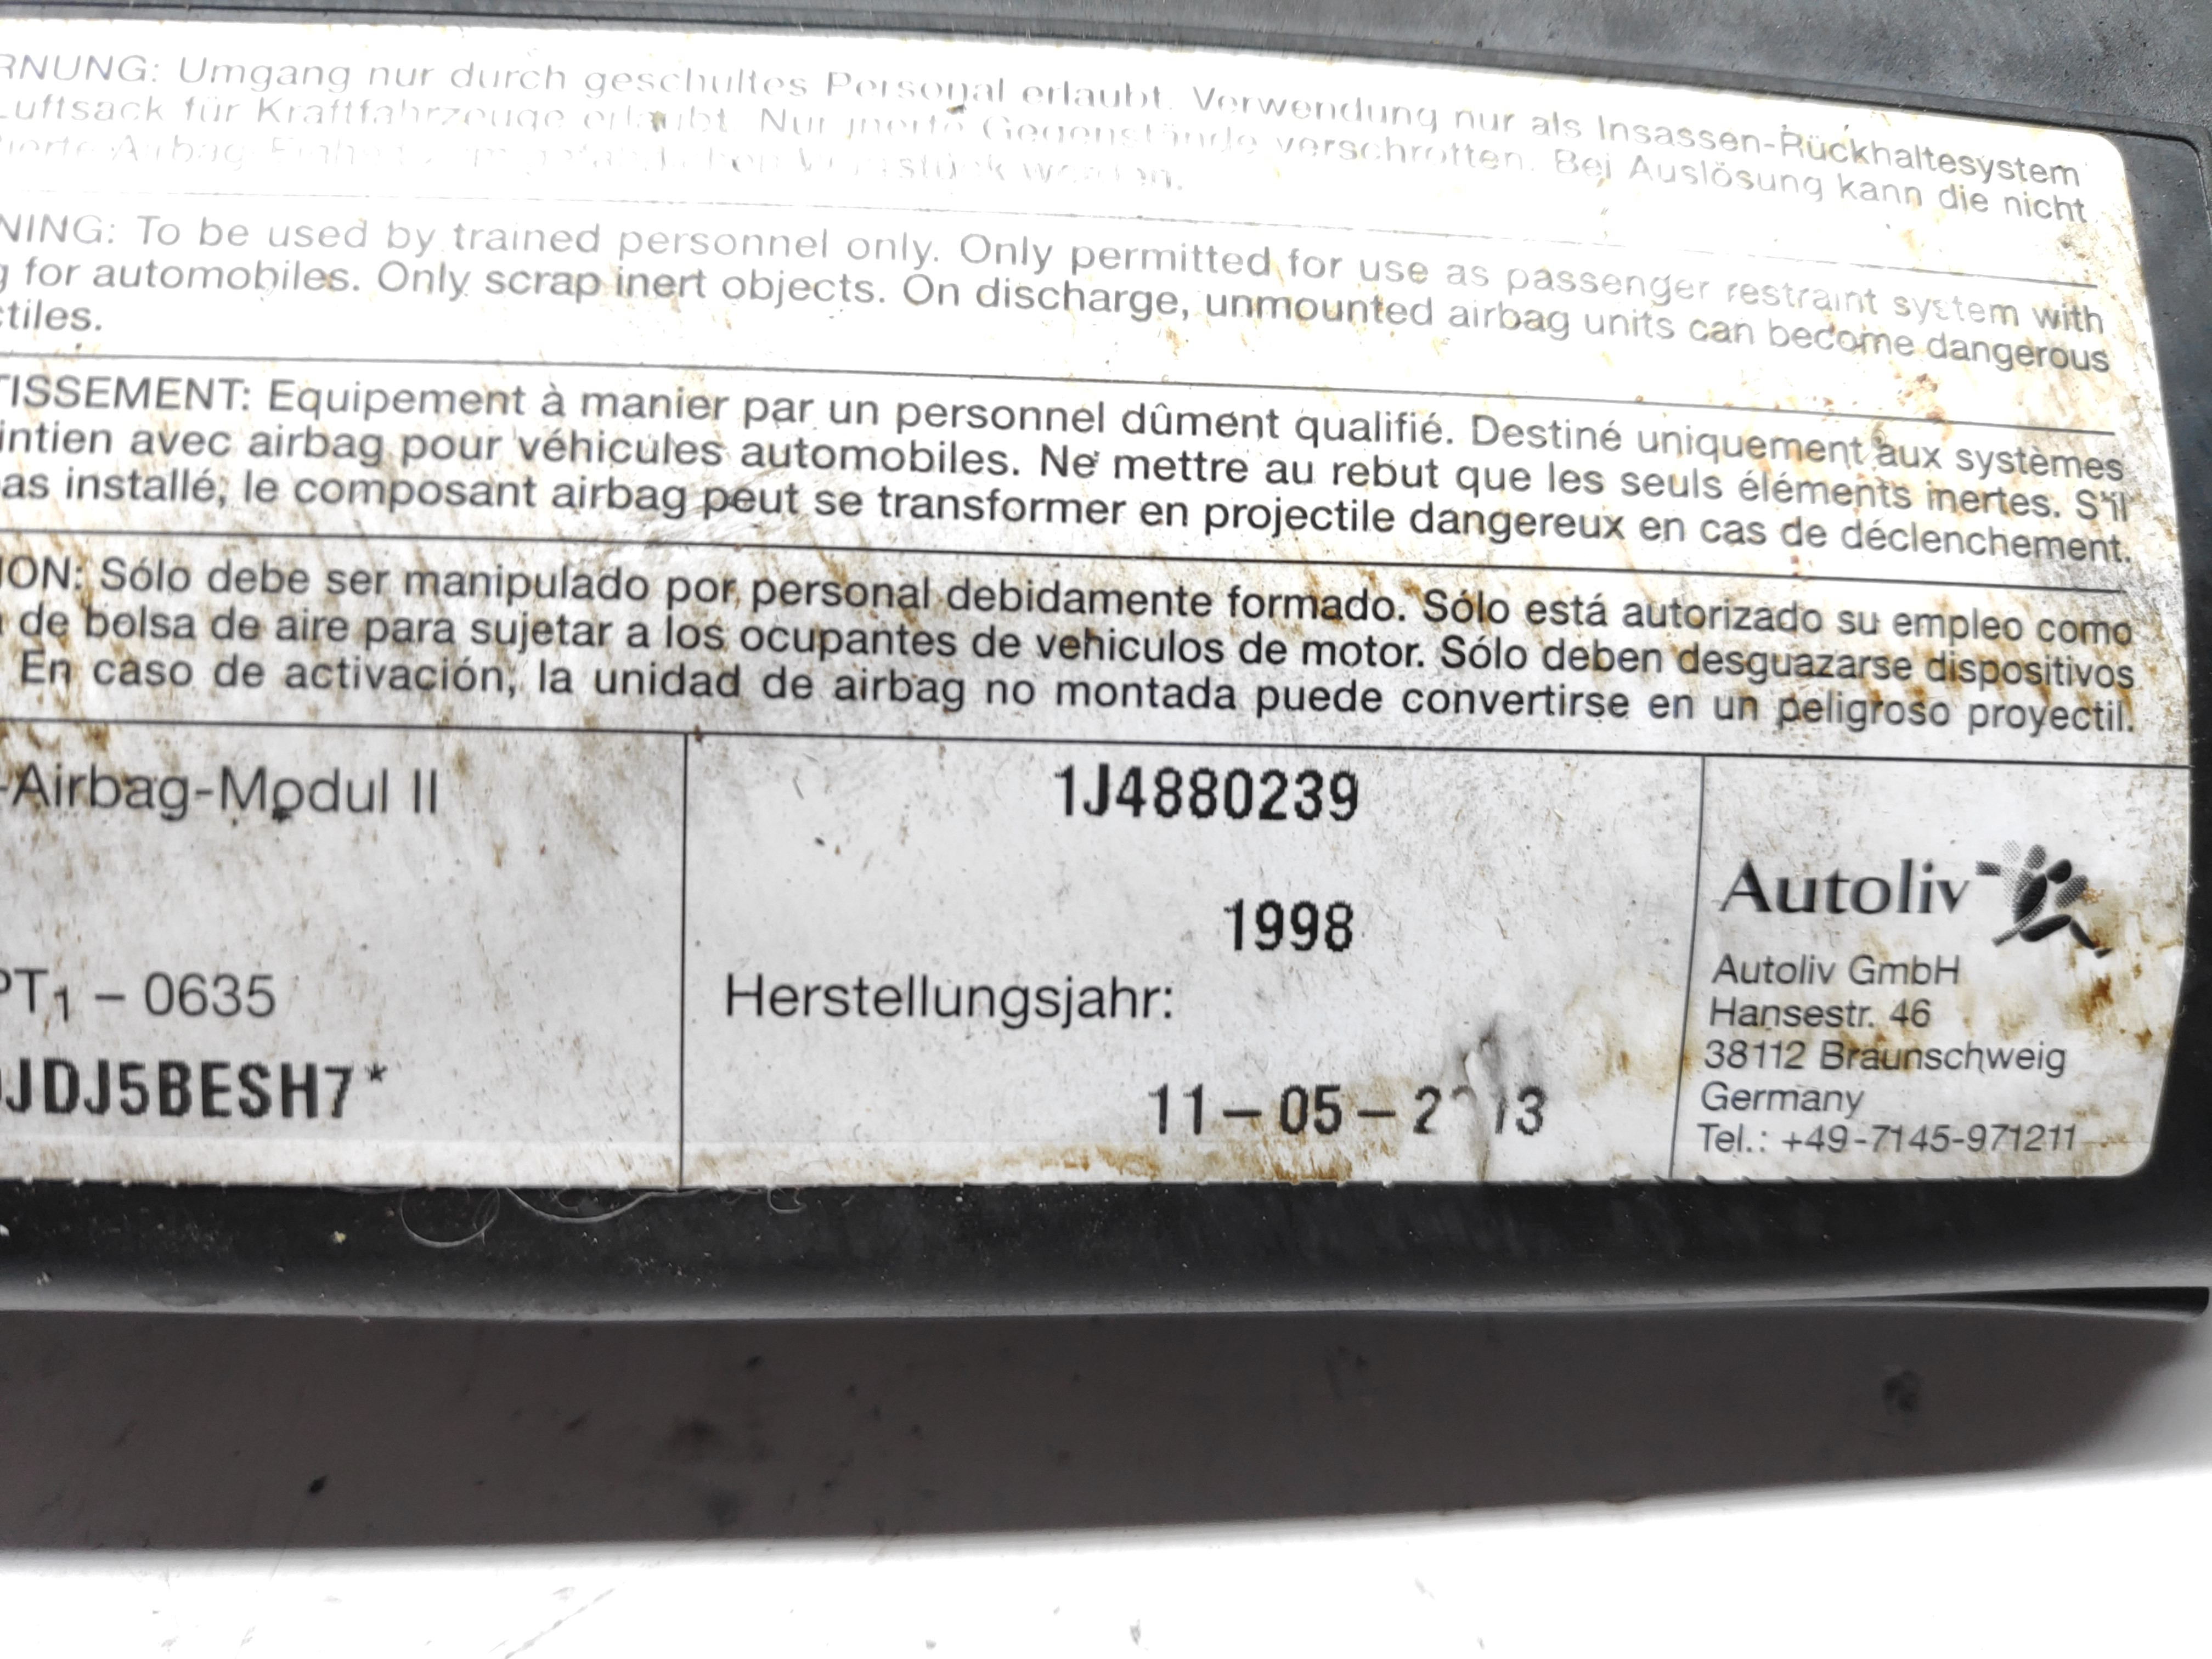 RNUNG: Umgang nur durch geschultes Personal erlaubt. Verwendung nur als Insassen-Rückhaltesystem
Luftsack für Kraftfahrzeuge erlaubt. Nur inerte Gegenstände verschrotten. Bei Auslösung kann die nicht
NING: To be used by trained personnel only. Only permitted for use as passenger restraint system with
g for automobiles. Only scrap inert objects. On discharge, unmounted airbag units can become dangerous
ctiles.
TISSEMENT: Equipement à manier par un personnel dûment qualifié. Destiné uniquement aux systèmes
intien avec airbag pour véhicules automobiles. Ne mettre au rebut que les seuls éléments inertes. S'il
as installé, le composant airbag peut se transformer en projectile dangereux en cas de déclenchement.
ION: Sólo debe ser manipulado por personal debidamente formado. Sólo está autorizado su empleo como
de bolsa de aire para sujetar a los ocupantes de vehiculos de motor. Sólo deben desguazarse dispositivos
En caso de activación, la unidad de airbag no montada puede convertirse en un peligroso proyectil.
-Airbag-Modul II
PT1 – 0635
JDJ5BESH7*
1J4880239
1998
Herstellungsjahr:
11-05-2013
Autoliv
Autoliv GmbH
Hansestr. 46
38112 Braunschweig
Germany
Tel.: +49-7145-971211